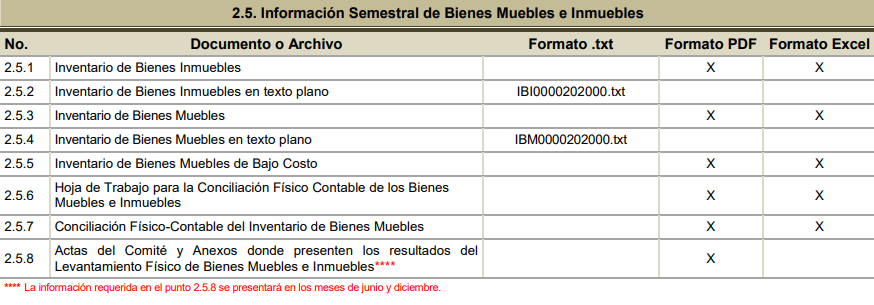 2.5. Información Semestral de Bienes Muebles e Inmuebles
No. Documento o Archivo Formato .txt Formato PDF Formato Excel
2.5.1 Inventario de Bienes Inmuebles X X
2.5.2 Inventario de Bienes Inmuebles en texto plano IBI0000202000.txt
2.5.3 Inventario de Bienes Muebles X X
2.5.4 Inventario de Bienes Muebles en texto plano IBM0000202000.txt
2.5.5 Inventario de Bienes Muebles de Bajo Costo X X
2.5.6 Hoja de Trabajo para la Conciliación Físico Contable de los Bienes
Muebles e Inmuebles X X
2.5.7 Conciliación Físico-Contable del Inventario de Bienes Muebles X X
2.5.8 Actas del Comité y Anexos donde presenten los resultados del
Levantamiento Físico de Bienes Muebles e Inmuebles**** X
**** La información requerida en el punto 2.5.8 se presentará en los meses de junio y diciembre.